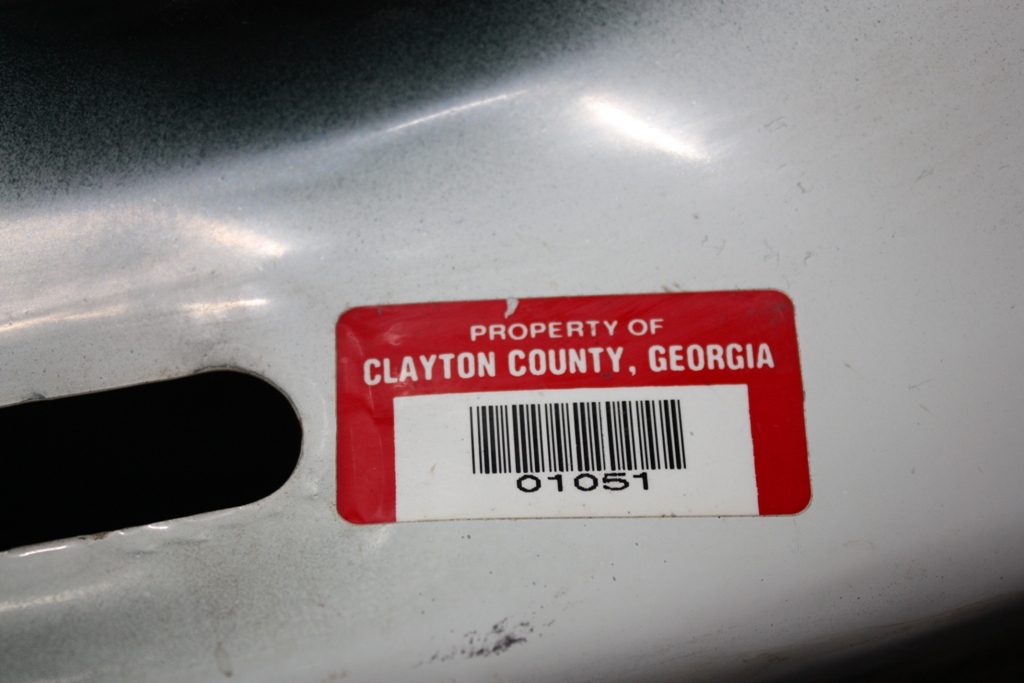 PROPERTY OF
CLAYTON COUNTY, GEORGIA
01051